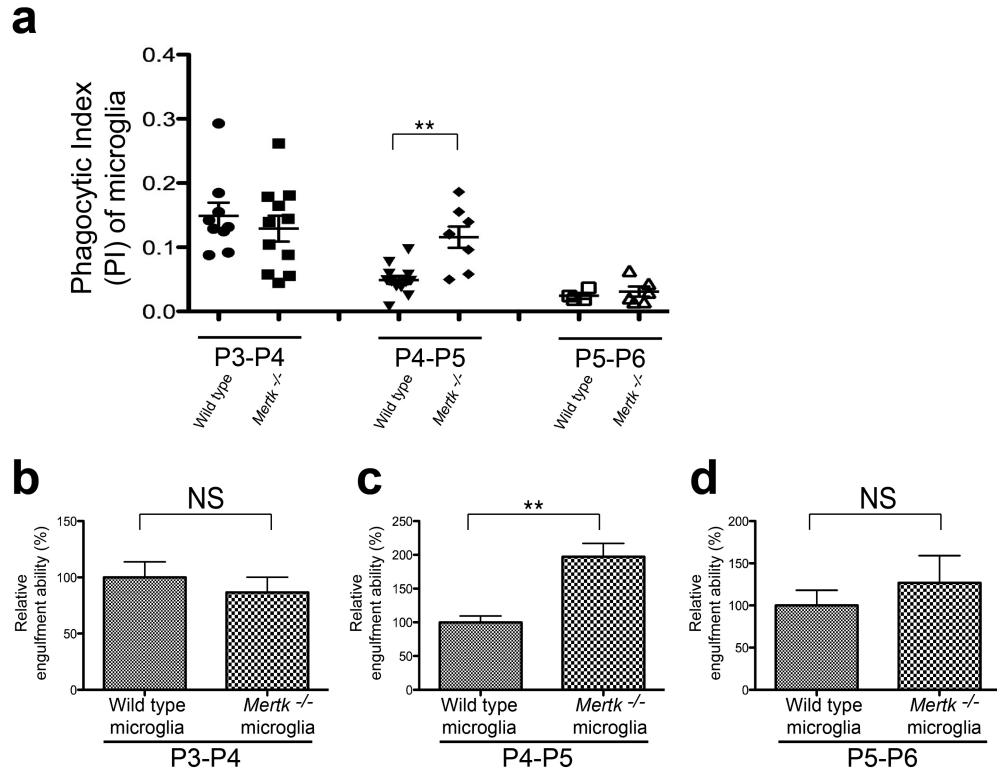 a
Phagocytic Index
(PI) of microglia
0.4
0.3
0.2
0.1
0.0
**
P3-P4
P4-P5
P5-P6
Wild type
Mertk -/-
Wild type
Mertk -/-
Wild type
Mertk -/-
b
NS
Relative
engulfment ability (%)
150
100
50
0
Wild type
microglia
Mertk -/-
microglia
P3-P4
c
**
Relative
engulfment ability (%)
250
200
150
100
50
0
Wild type
microglia
Mertk -/-
microglia
P4-P5
d
NS
Relative
engulfment ability (%)
200
150
100
50
0
Wild type
microglia
Mertk -/-
microglia
P5-P6